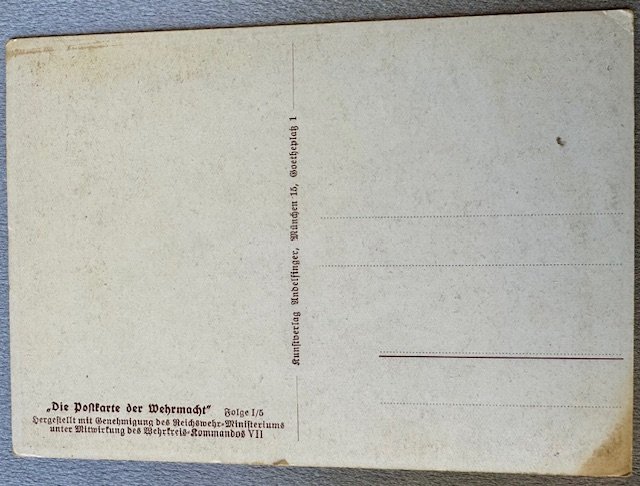 „Die Postkarte der Wehrmacht“ Folge I/5
Hergestellt mit Genehmigung des Reichswehr-Ministeriums
unter Mitwirkung des Wehrkreis-Kommandos VII
Kunstverlag Andelfinger, München 15, Goetheplatz 1